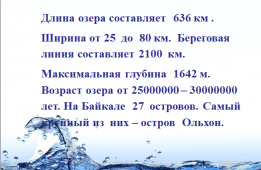 Длина озера составляет 636 км .
Ширина от 25 до 80 км. Береговая
линия составляет 2100 км.
Максимальная глубина 1642 м.
Возраст озера от 25000000 – 30000000
лет. На Байкале 27 островов. Самый
крупный из них – остров Ольхон.